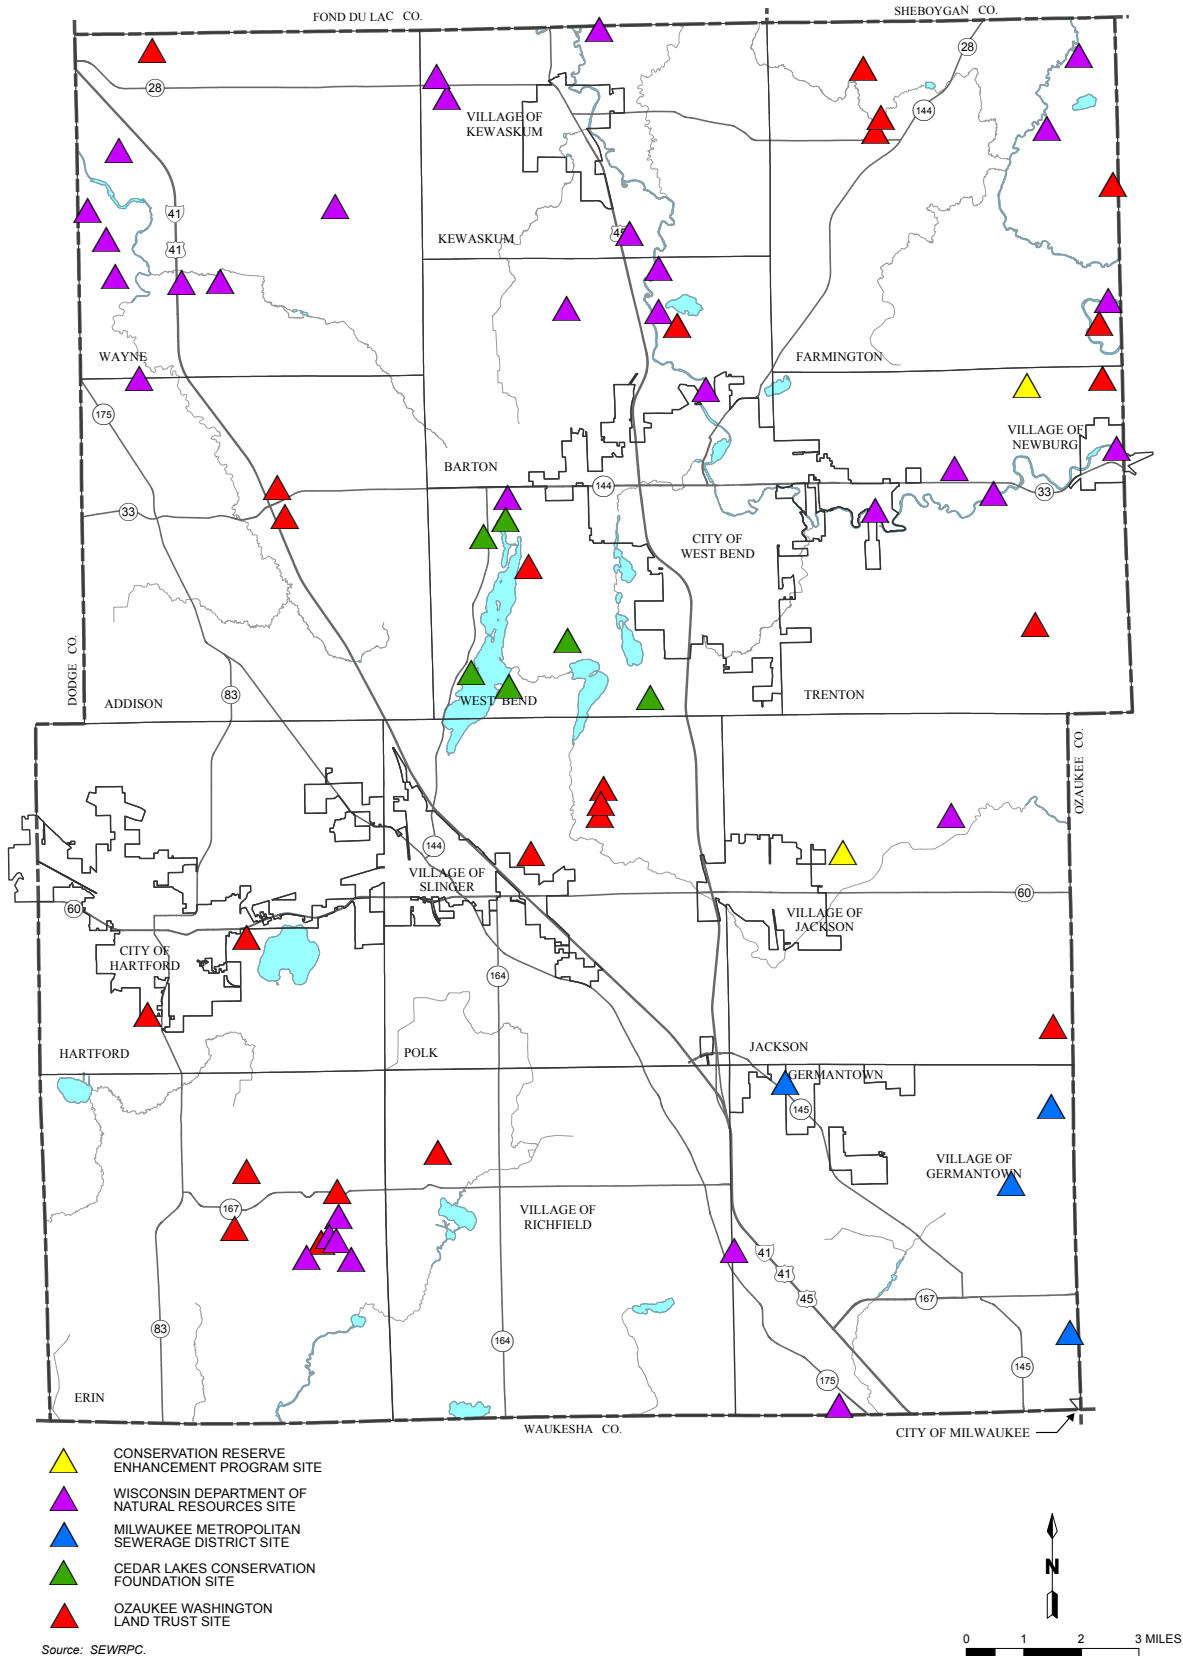 FOND DU LAC CO.
SHEBOYGAN CO.
28
28
144
VILLAGE OF
KEWASKUM
41
41
45
KEWASKUM
WAYNE
FARMINGTON
175
VILLAGE OF
NEWBURG
BARTON
144
33
33
CITY OF
WEST BEND
DODGE CO.
83
ADDISON
WEST BEND
TRENTON
OZAUKEE CO.
144
VILLAGE OF
SLINGER
60
60
VILLAGE OF
JACKSON
CITY OF
HARTFORD
164
HARTFORD
POLK
JACKSON
GERMANTOWN
145
VILLAGE OF
GERMANTOWN
167
VILLAGE OF
RICHFIELD
41
41
45
167
83
164
145
175
ERIN
WAUKESHA CO.
CITY OF MILWAUKEE
CONSERVATION RESERVE
ENHANCEMENT PROGRAM SITE
WISCONSIN DEPARTMENT OF
NATURAL RESOURCES SITE
MILWAUKEE METROPOLITAN
SEWERAGE DISTRICT SITE
CEDAR LAKES CONSERVATION
FOUNDATION SITE
OZAUKEE WASHINGTON
LAND TRUST SITE
N
0 1 2 3 MILES
Source: SEWRPC.